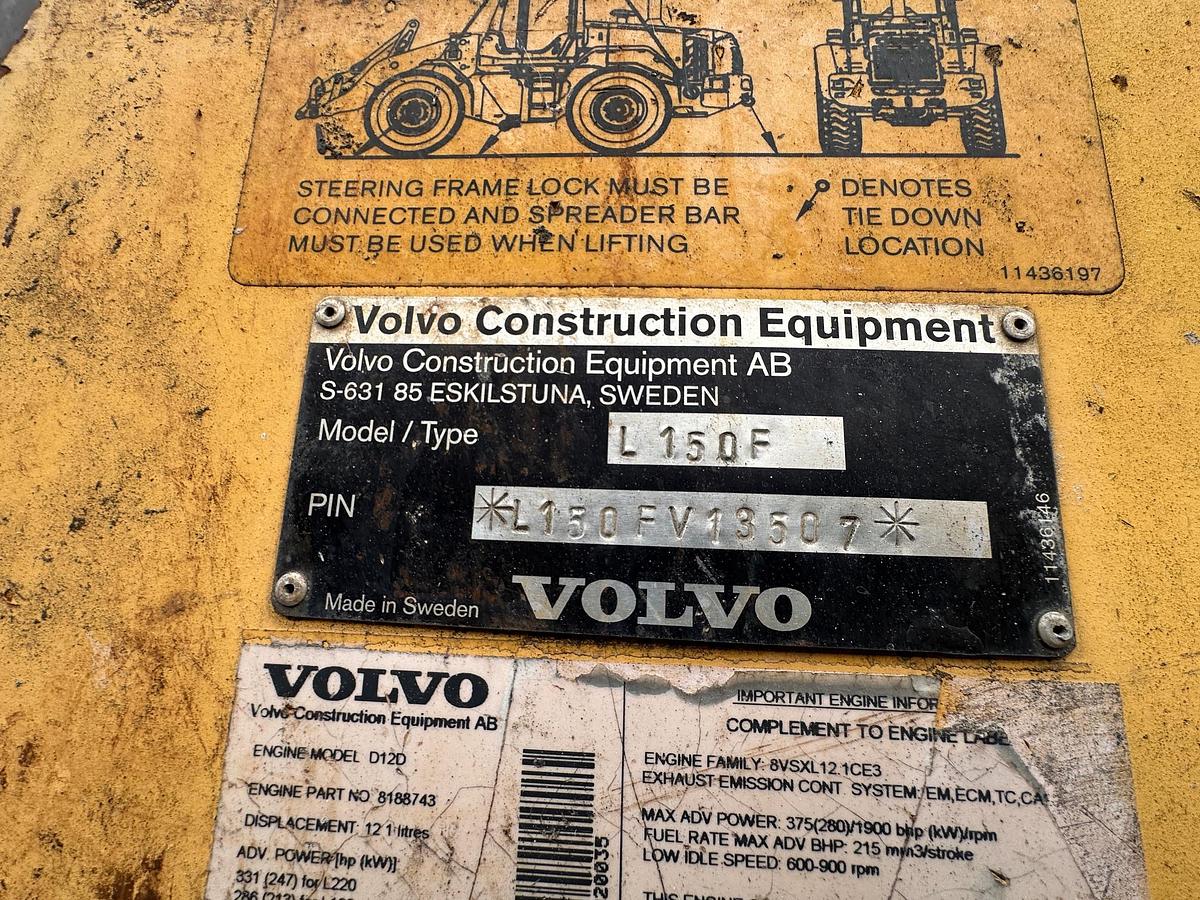 STEERING FRAME LOCK MUST BE
CONNECTED AND SPREADER BAR
MUST BE USED WHEN LIFTING
DENOTES
TIE DOWN
LOCATION
11436197
Volvo Construction Equipment
Volvo Construction Equipment AB
S-631 85 ESKILSTUNA, SWEDEN
Model / Type L 150F
PIN *L150FV13507*
11436146
Made in Sweden VOLVO
VOLVO
Volvo Construction Equipment AB
ENGINE MODEL D12D
ENGINE PART NO 8188743
DISPLACEMENT: 12.1 litres
ADV. POWER[hp (kW)]
331 (247) for L220
20035
IMPORTANT ENGINE INFOR
COMPLEMENT TO ENGINE LABE
ENGINE FAMILY: 8VSXL12.1CE3
EXHAUST EMISSION CONT. SYSTEM: EM,ECM,TC,CA
MAX ADV POWER: 375(280)/1900 bhp (kW)/rpm
FUEL RATE MAX ADV BHP: 215 mm3/stroke
LOW IDLE SPEED: 600-900 rpm